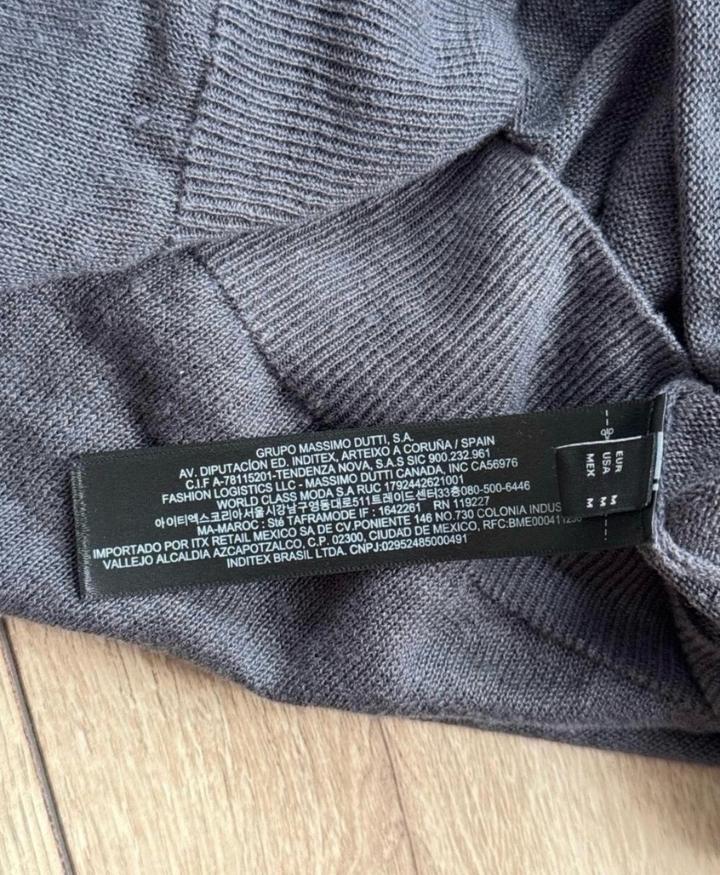 GRUPO MASSIMO DUTTI, S.A.
AV. DIPUTACÍON ED. INDITEX, ARTEIXO A CORUÑA / SPAIN
C.I.F A-78115201-TENDENZA NOVA, S.A.S SIC 900.232.961
FASHION LOGISTICS LLC - MASSIMO DUTTI CANADA, INC CA56976
WORLD CLASS MODA S.A RUC 1792442621001
아이티엑스코리아서울시강남구영동대로511트레이드센터33층080-500-6446
MA-MAROC : Sté TAFRAMODE IF : 1642261 RN 119227
IMPORTADO POR ITX RETAIL MEXICO SA DE CV.PONIENTE 146 NO.730 COLONIA INDUS
VALLEJO ALCALDIA AZCAPOTZALCO, C.P. 02300, CIUDAD DE MEXICO, RFC:BME000411
INDITEX BRASIL LTDA. CNPJ:02952485000491
EUR M
USA M
MEX M